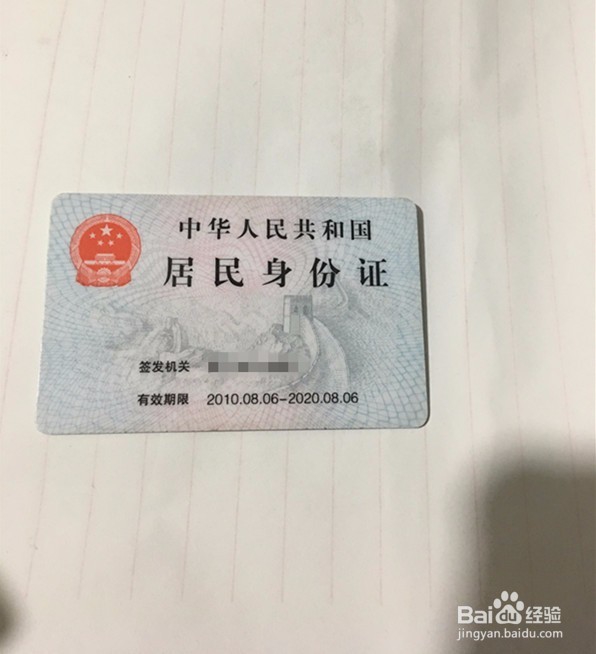 中华人民共和国
居民身份证
签发机关
有效期限 2010.08.06-2020.08.06
Baidu经验
jingyan.baidu.com